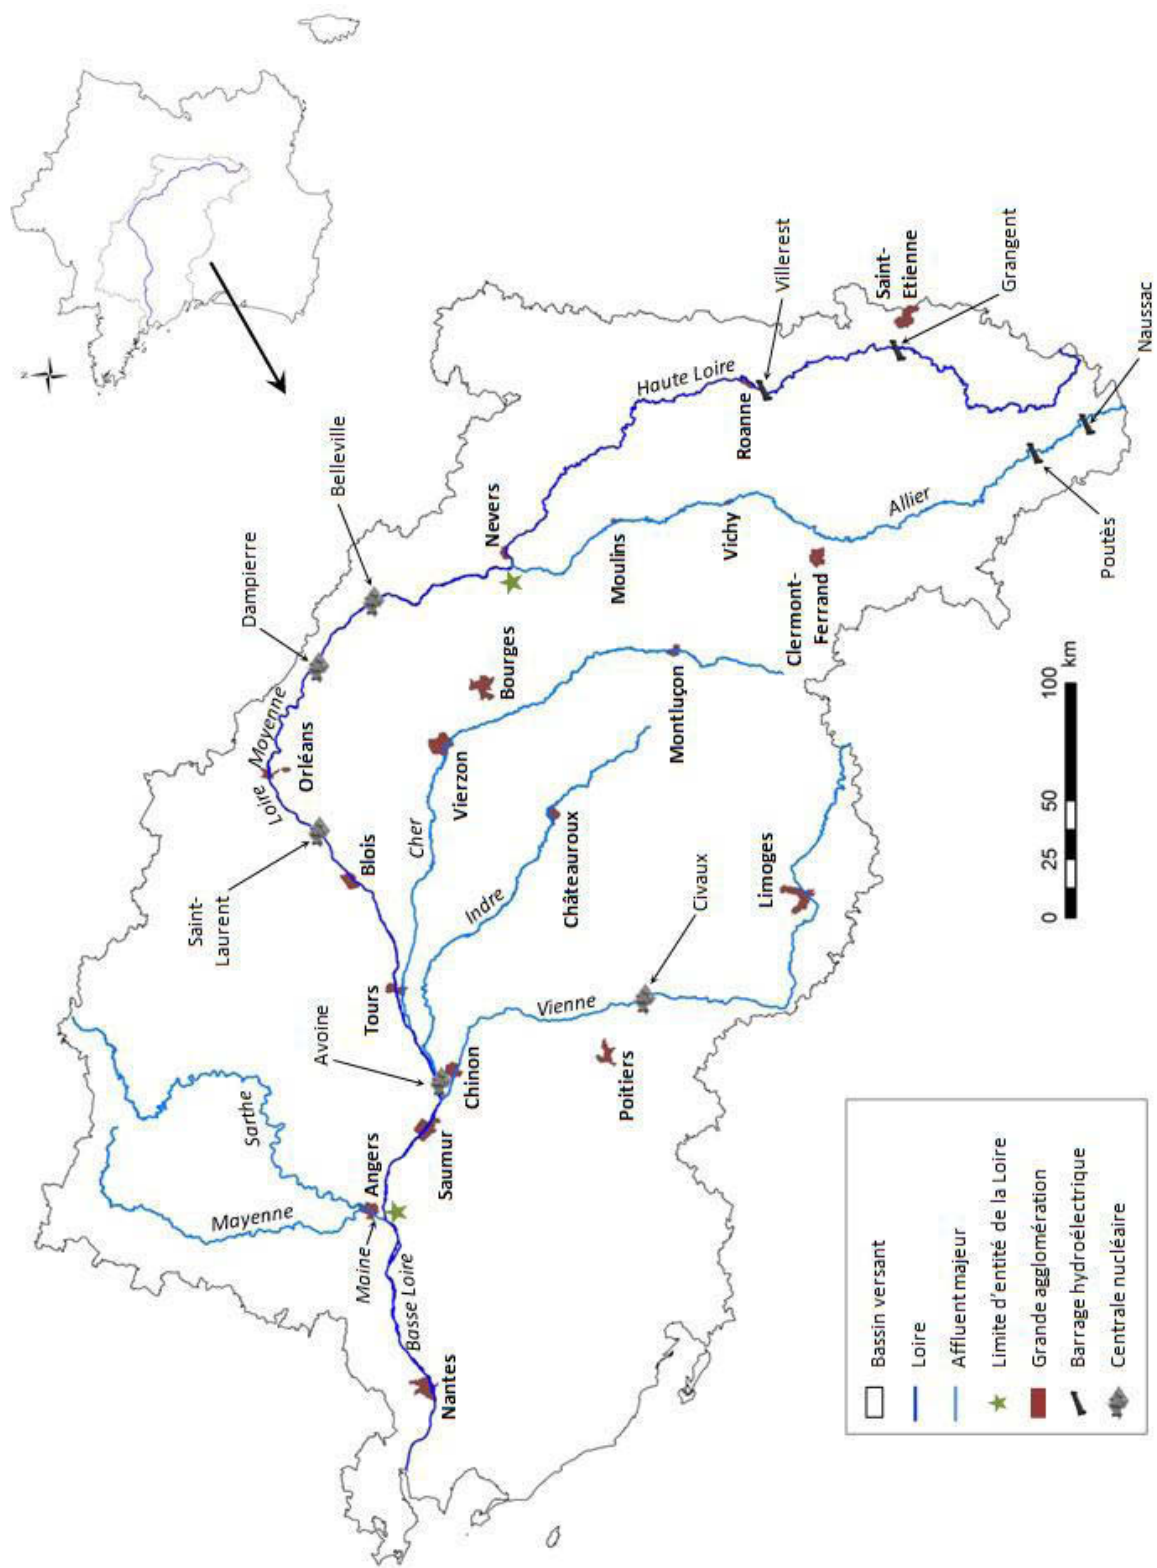 N
Belleville
Dampierre
Nevers
Haute Loire
Villerest
Roanne
Saint-
Etienne
Grangent
Naussac
Poutès
Allier
Vichy
Moulins
Clermont-
Ferrand
Bourges
Montluçon
Vierzon
Cher
Orléans
Loire Moyenne
Blois
Saint-
Laurent
Indre
Châteauroux
Civaux
Limoges
Tours
Avoine
Chinon
Vienne
Poitiers
Saumur
Angers
Sarthe
Mayenne
Maine
Basse Loire
Nantes
0 25 50 100
km
Bassin versant
Loire
Affluent majeur
Limite d'entité de la Loire
Grande agglomération
Barrage hydroélectrique
Centrale nucléaire